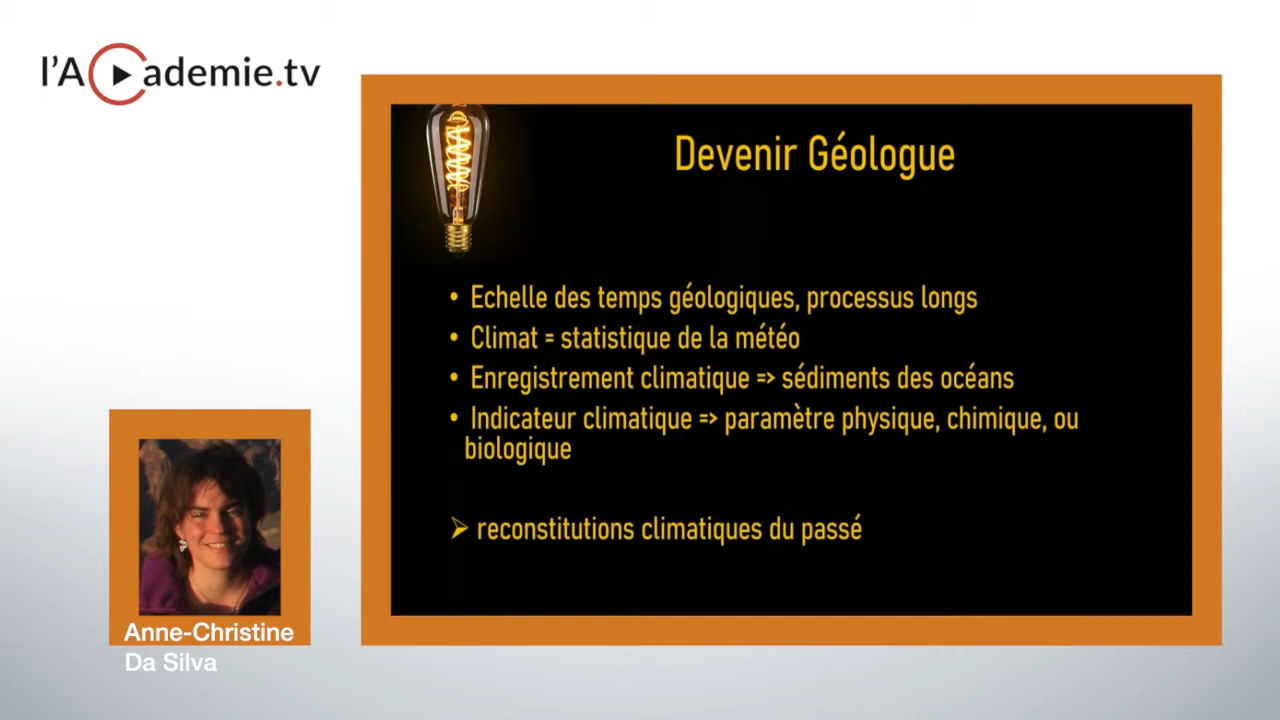 l'Academie.tv
Devenir Géologue
• Echelle des temps géologiques, processus longs
• Climat = statistique de la météo
• Enregistrement climatique => sédiments des océans
• Indicateur climatique => paramètre physique, chimique, ou
biologique
➢ reconstitutions climatiques du passé
Anne-Christine
Da Silva